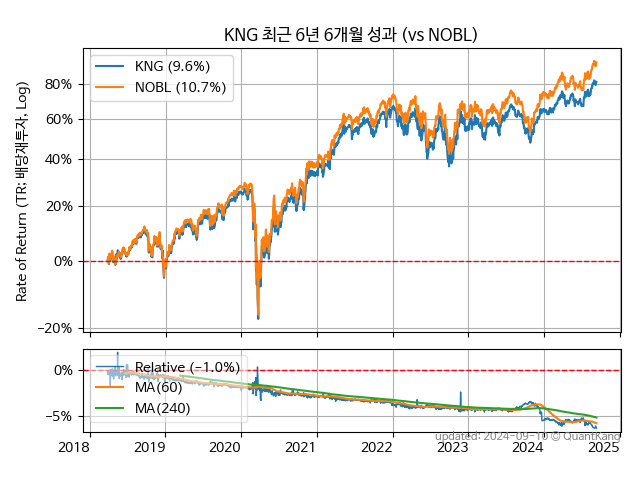 KNG 최근 6년 6개월 성과 (vs NOBL)
Rate of Return (TR; 배당재투자, Log)
KNG (9.6%)
NOBL (10.7%)
80%
60%
40%
20%
0%
−20%
Relative (−1.0%)
MA(60)
MA(240)
0%
−5%
updated: 2024-09-10 © QuantKang
2018 2019 2020 2021 2022 2023 2024 2025